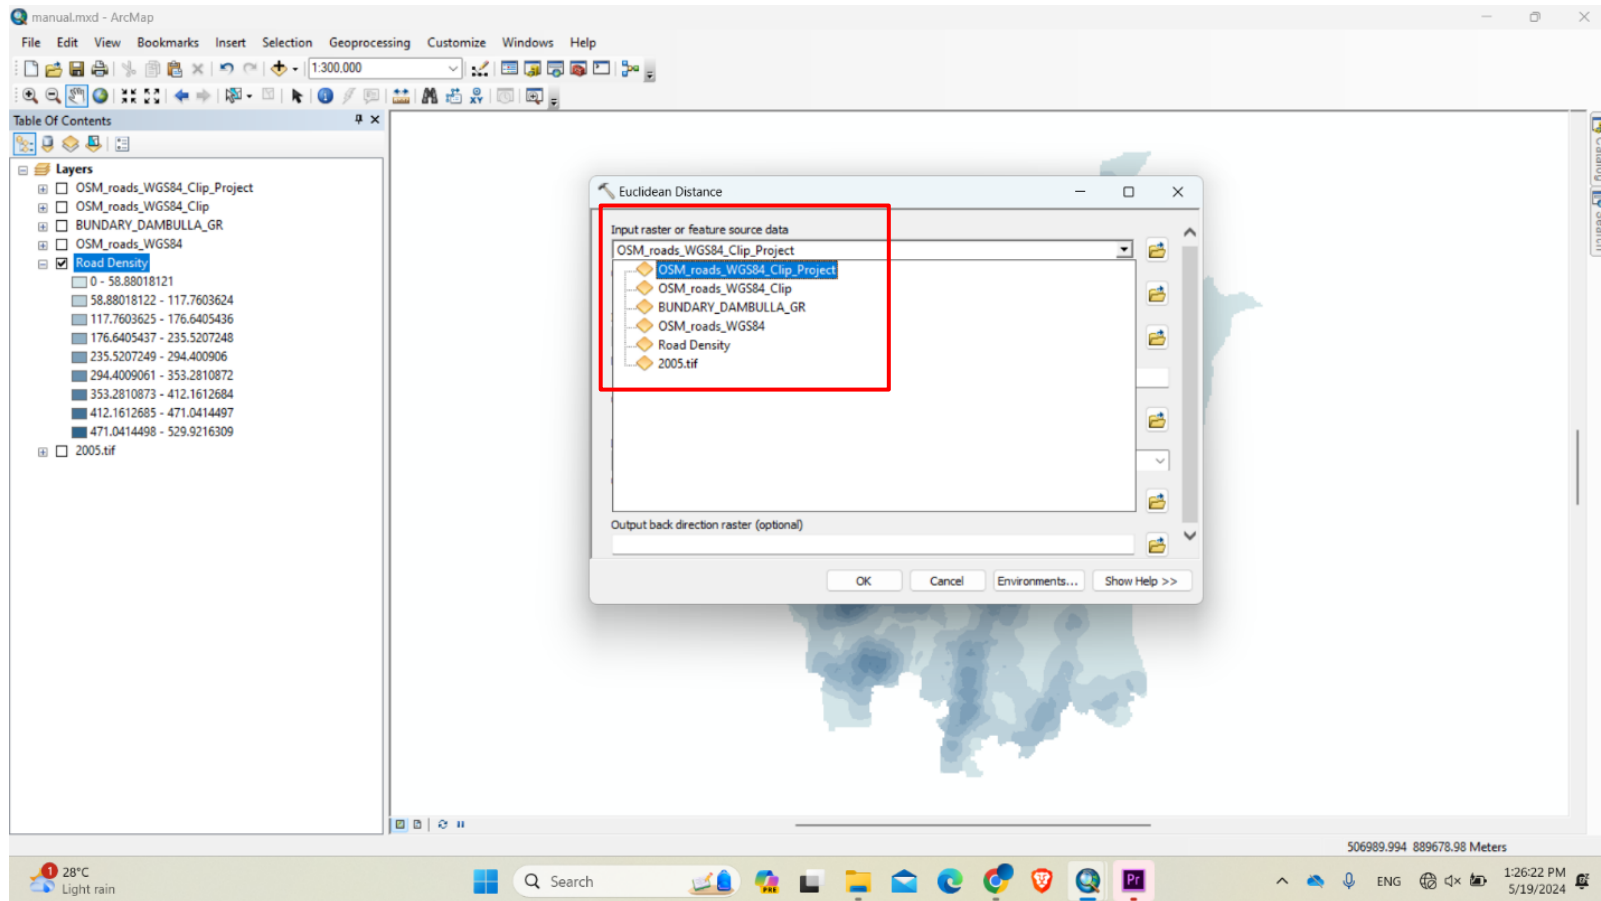 manual.mxd - ArcMap
File Edit View Bookmarks Insert Selection Geoprocessing Customize Windows Help
1:300,000
Table Of Contents
Layers
OSM_roads_WGS84_Clip_Project
OSM_roads_WGS84_Clip
BUNDARY_DAMBULLA_GR
OSM_roads_WGS84
Road Density
0 - 58.88018121
58.88018122 - 117.7603624
117.7603625 - 176.6405436
176.6405437 - 235.5207248
235.5207249 - 294.400906
294.4009061 - 353.2810872
353.2810873 - 412.1612684
412.1612685 - 471.0414497
471.0414498 - 529.9216309
2005.tif
Euclidean Distance
Input raster or feature source data
OSM_roads_WGS84_Clip_Project
OSM_roads_WGS84_Clip_Project
OSM_roads_WGS84_Clip
BUNDARY_DAMBULLA_GR
OSM_roads_WGS84
Road Density
2005.tif
Output back direction raster (optional)
OK Cancel Environments... Show Help >>
Catalog
Search
506989.994 889678.98 Meters
1
28°C
Light rain
Search
PRE
Pr
ENG
1:26:22 PM
5/19/2024